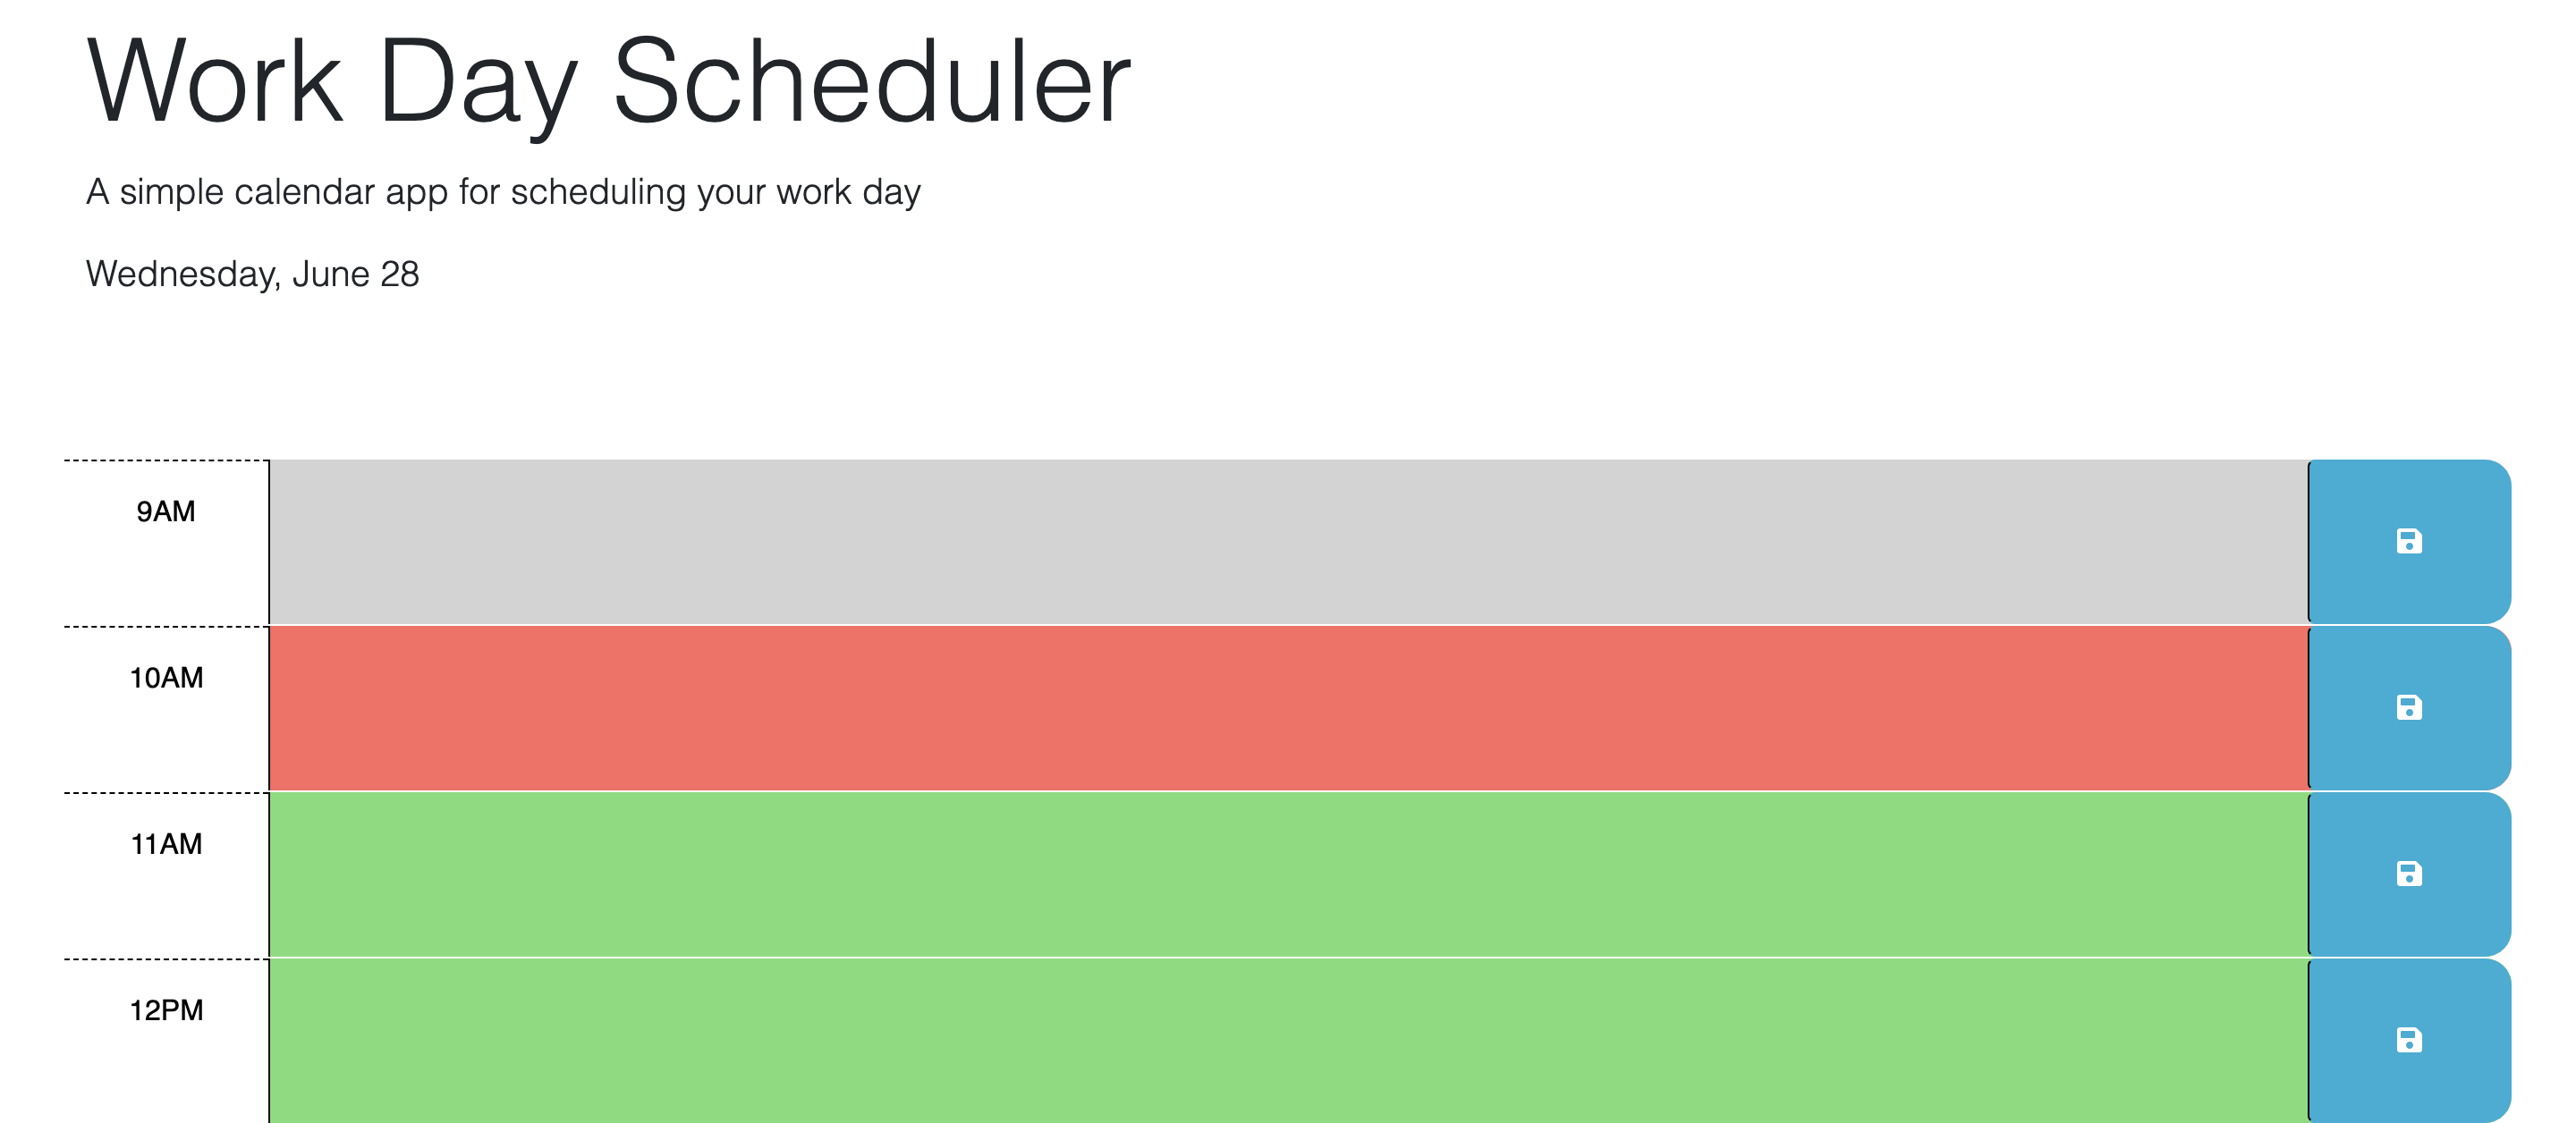 Work Day Scheduler
A simple calendar app for scheduling your work day
Wednesday, June 28
9AM
10AM
11AM
12PM